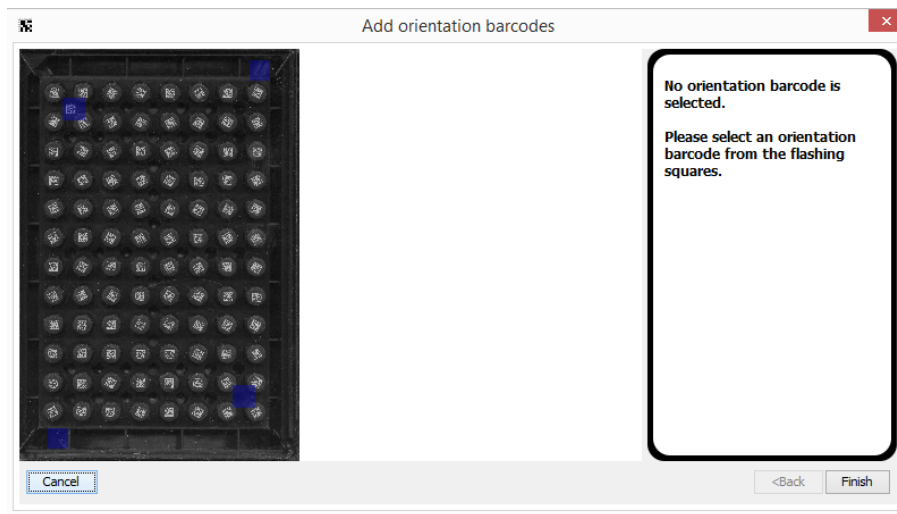 Add orientation barcodes
No orientation barcode is
selected.
Please select an orientation
barcode from the flashing
squares.
Cancel
<Back
Finish